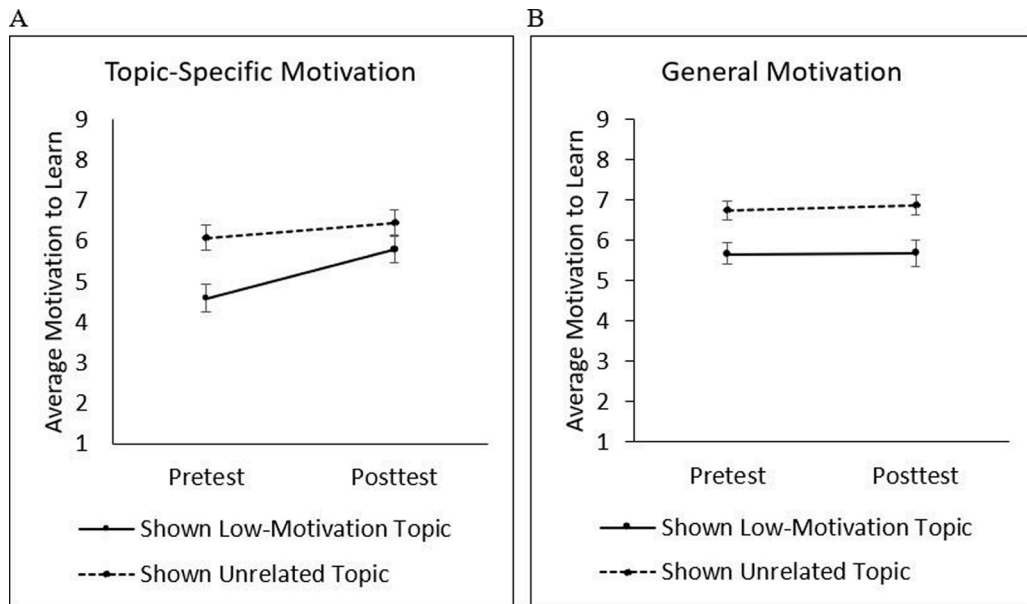 A
Topic-Specific Motivation
Average Motivation to Learn
9
8
7
6
5
4
3
2
1
Pretest Posttest
Shown Low-Motivation Topic
Shown Unrelated Topic
B
General Motivation
Average Motivation to Learn
9
8
7
6
5
4
3
2
1
Pretest Posttest
Shown Low-Motivation Topic
Shown Unrelated Topic